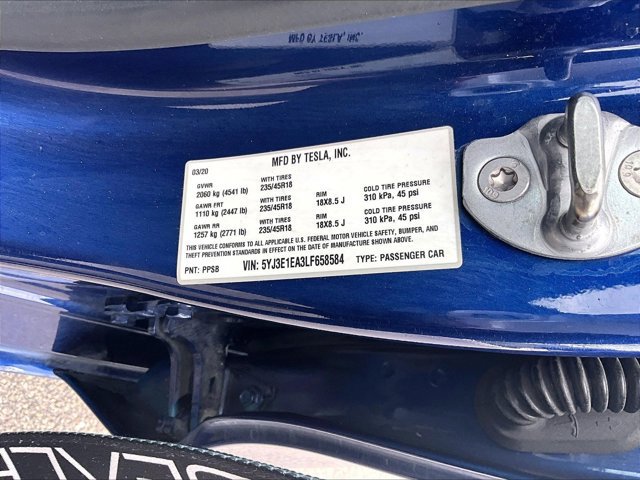 MFD BY TESLA, INC.
03/20
GVWR
2060 kg (4541 lb)
WITH TIRES
235/45R18
GAWR FRT
1110 kg (2447 lb)
WITH TIRES
235/45R18
RIM
18X8.5 J
COLD TIRE PRESSURE
310 kPa, 45 psi
GAWR RR
1257 kg (2771 lb)
WITH TIRES
235/45R18
RIM
18X8.5 J
COLD TIRE PRESSURE
310 kPa, 45 psi
THIS VEHICLE CONFORMS TO ALL APPLICABLE U.S. FEDERAL MOTOR VEHICLE SAFETY, BUMPER, AND
THEFT PREVENTION STANDARDS IN EFFECT ON THE DATE OF MANUFACTURE SHOWN ABOVE.
PNT: PPSB VIN: 5YJ3E1EA3LF658584 TYPE: PASSENGER CAR